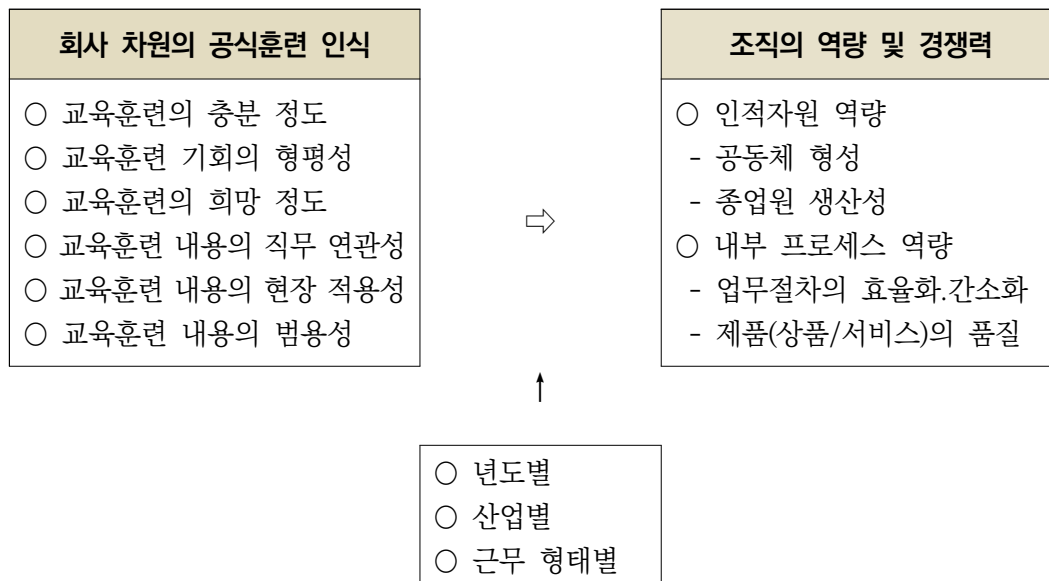 회사 차원의 공식훈련 인식
○ 교육훈련의 충분 정도
○ 교육훈련 기회의 형평성
○ 교육훈련의 희망 정도
○ 교육훈련 내용의 직무 연관성
○ 교육훈련 내용의 현장 적용성
○ 교육훈련 내용의 범용성
⇨
조직의 역량 및 경쟁력
○ 인적자원 역량
- 공동체 형성
- 종업원 생산성
○ 내부 프로세스 역량
- 업무절차의 효율화.간소화
- 제품(상품/서비스)의 품질
↑
○ 년도별
○ 산업별
○ 근무 형태별